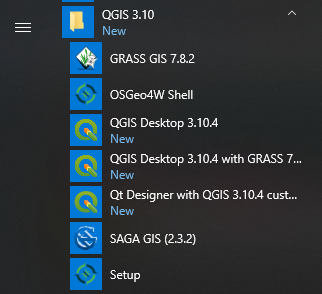 QGIS 3.10
New
GRASS GIS 7.8.2
OSGeo4W Shell
QGIS Desktop 3.10.4
New
QGIS Desktop 3.10.4 with GRASS 7...
New
Qt Designer with QGIS 3.10.4 cust...
New
SAGA GIS (2.3.2)
Setup